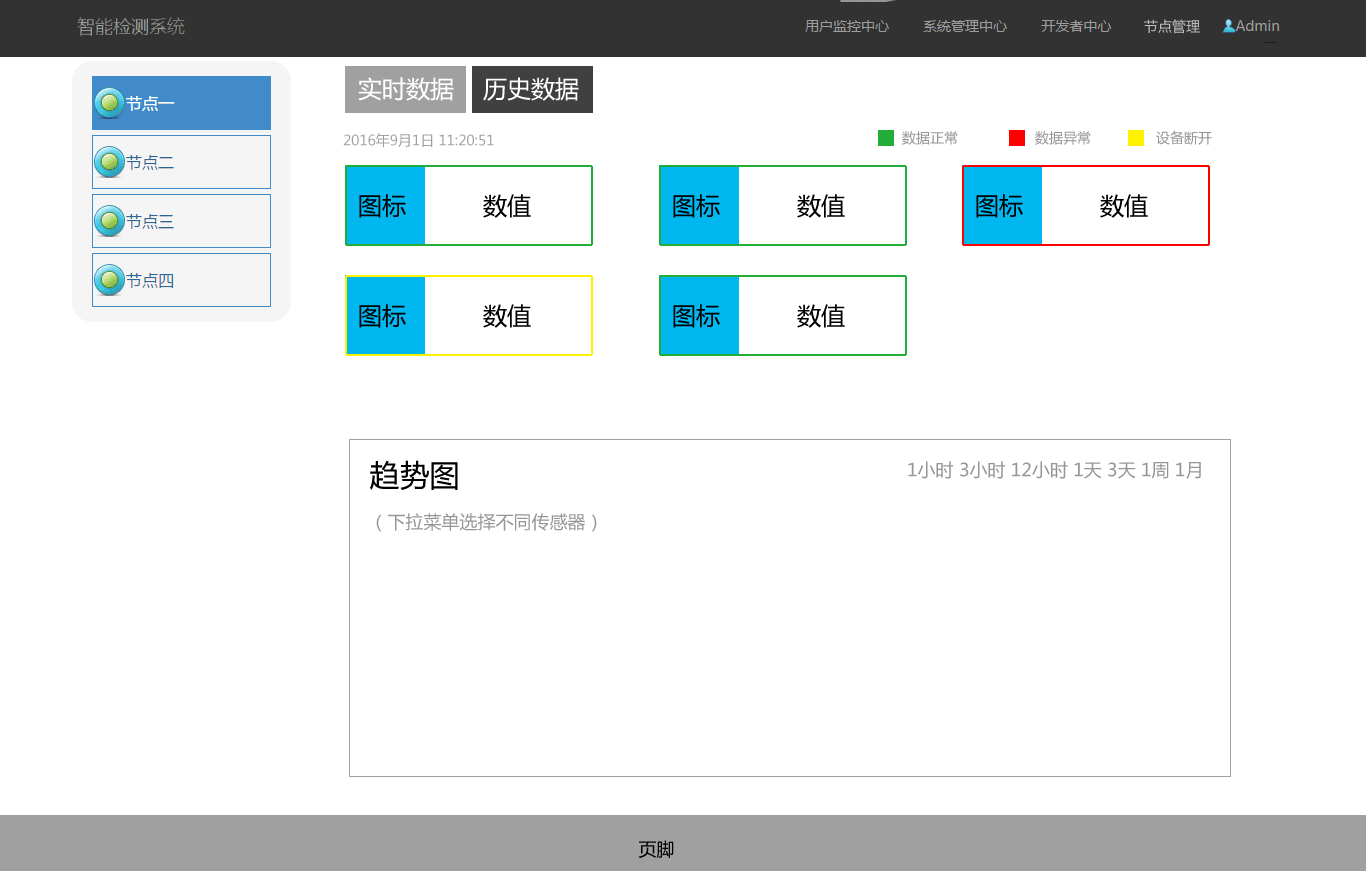 智能检测系统 用户监控中心 系统管理中心 开发者中心 节点管理 Admin
节点一
节点二
节点三
节点四
实时数据 历史数据
2016年9月1日 11:20:51 数据正常 数据异常 设备断开
图标 数值 图标 数值 图标 数值
图标 数值 图标 数值
趋势图 1小时 3小时 12小时 1天 3天 1周 1月
（ 下拉菜单选择不同传感器 ）
页脚